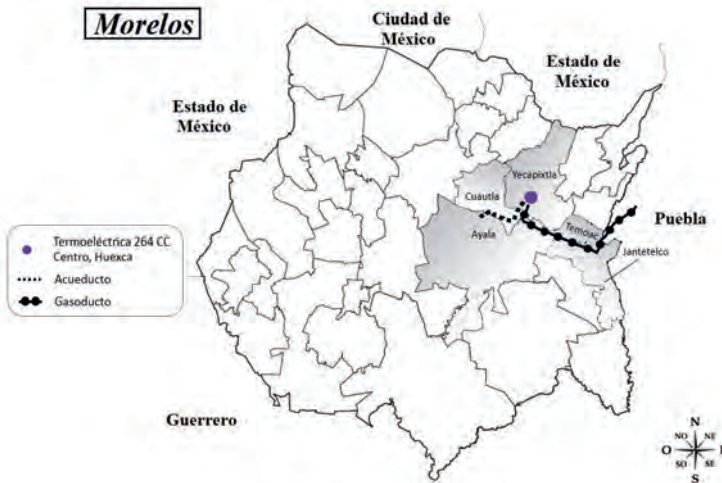 Morelos
Ciudad de
México
Estado de
México
Estado de
México
Yecapixtla
Cuautla
Puebla
Temoac
Ayala
Jantetelco
Termoeléctrica 264 CC
Centro, Huexca
Acueducto
Gasoducto
Guerrero
N
NO
NE
O
E
SO
SE
S